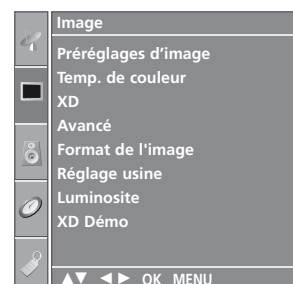 Image
Préréglages d’image
Temp. de couleur
XD
Avancé
Format de l'image
Réglage usine
Luminosite
XD Démo
▲▼ ◄► OK MENU